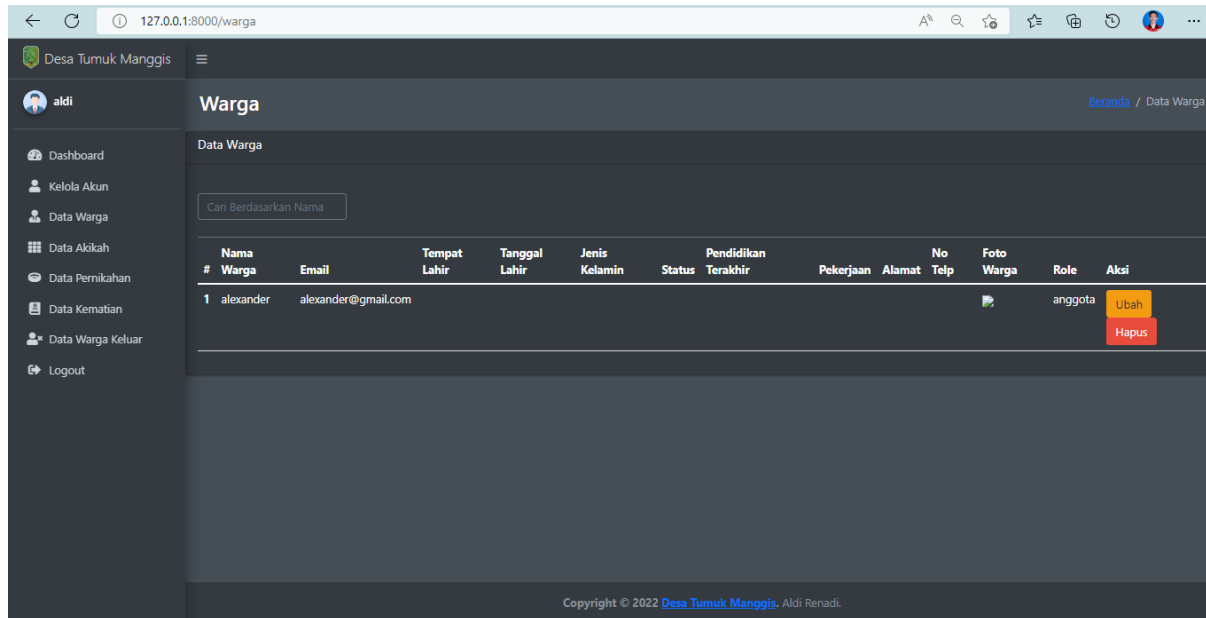 127.0.0.1:8000/warga
Desa Tumuk Manggis
aldi
Dashboard
Kelola Akun
Data Warga
Data Akikah
Data Pernikahan
Data Kematian
Data Warga Keluar
Logout
Warga
Beranda / Data Warga
Data Warga
Cari Berdasarkan Nama
# Nama Warga Email Tempat Lahir Tanggal Lahir Jenis Kelamin Status Pendidikan Terakhir Pekerjaan Alamat No Telp Foto Warga Role Aksi
1 alexander alexander@gmail.com anggota Ubah
Hapus
Copyright © 2022 Desa Tumuk Manggis. Aldi Renadi.